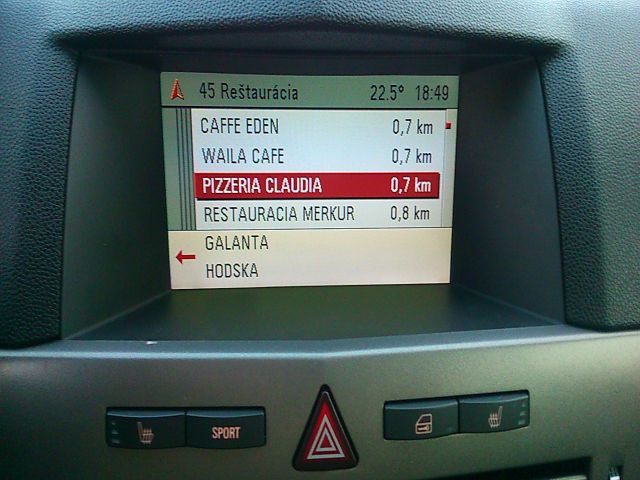 45 Reštaurácia 22.5° 18:49
CAFFE EDEN 0,7 km
WAILA CAFE 0,7 km
PIZZERIA CLAUDIA 0,7 km
RESTAURACIA MERKUR 0,8 km
GALANTA
HODSKA
SPORT